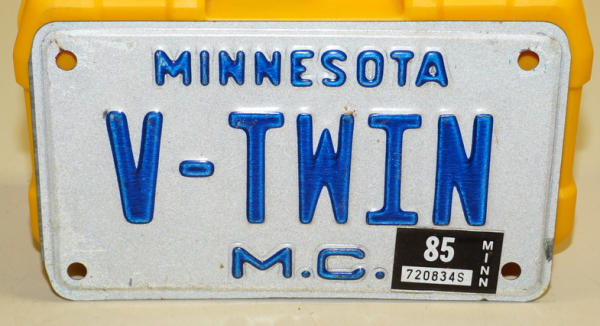 MINNESOTA
V-TWIN
M.C.
85
720834S
MINN